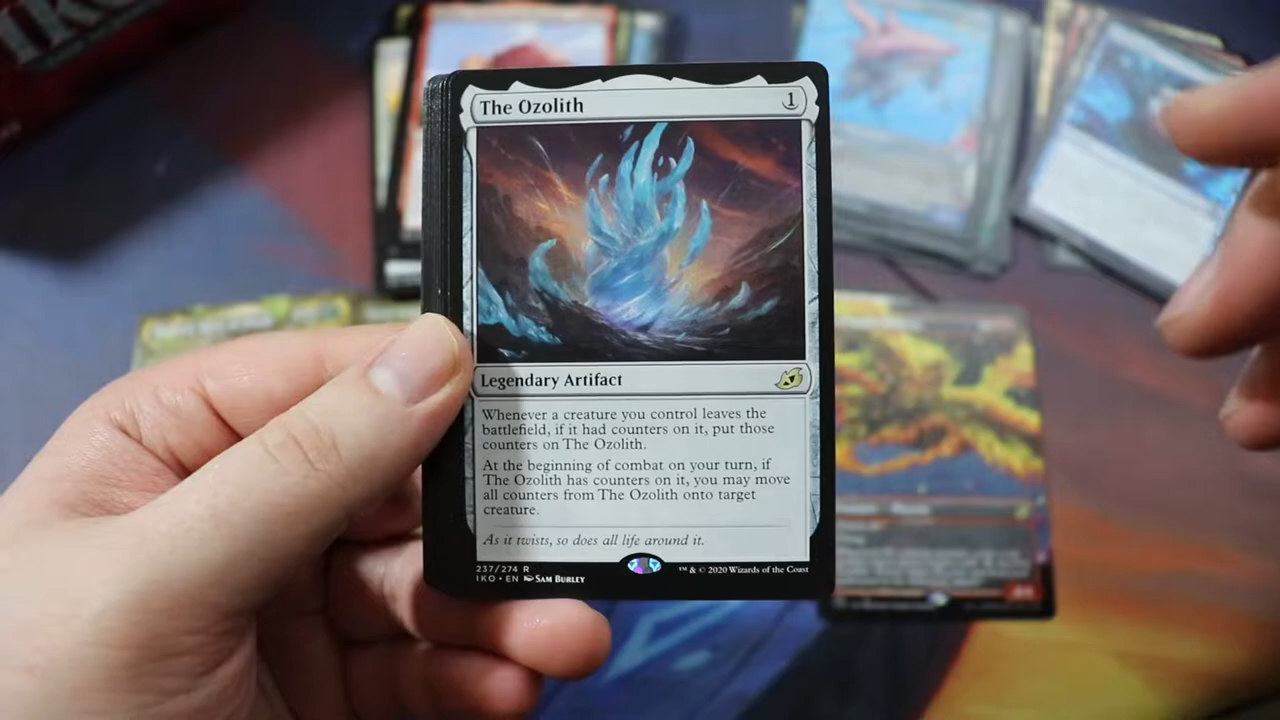 IKO
The Ozolith 1
Legendary Artifact
Whenever a creature you control leaves the
battlefield, if it had counters on it, put those
counters on The Ozolith.
At the beginning of combat on your turn, if
The Ozolith has counters on it, you may move
all counters from The Ozolith onto target
creature.
As it twists, so does all life around it.
237/274 R
IKO • EN SAM BURLEY
™ & © 2020 Wizards of the Coast